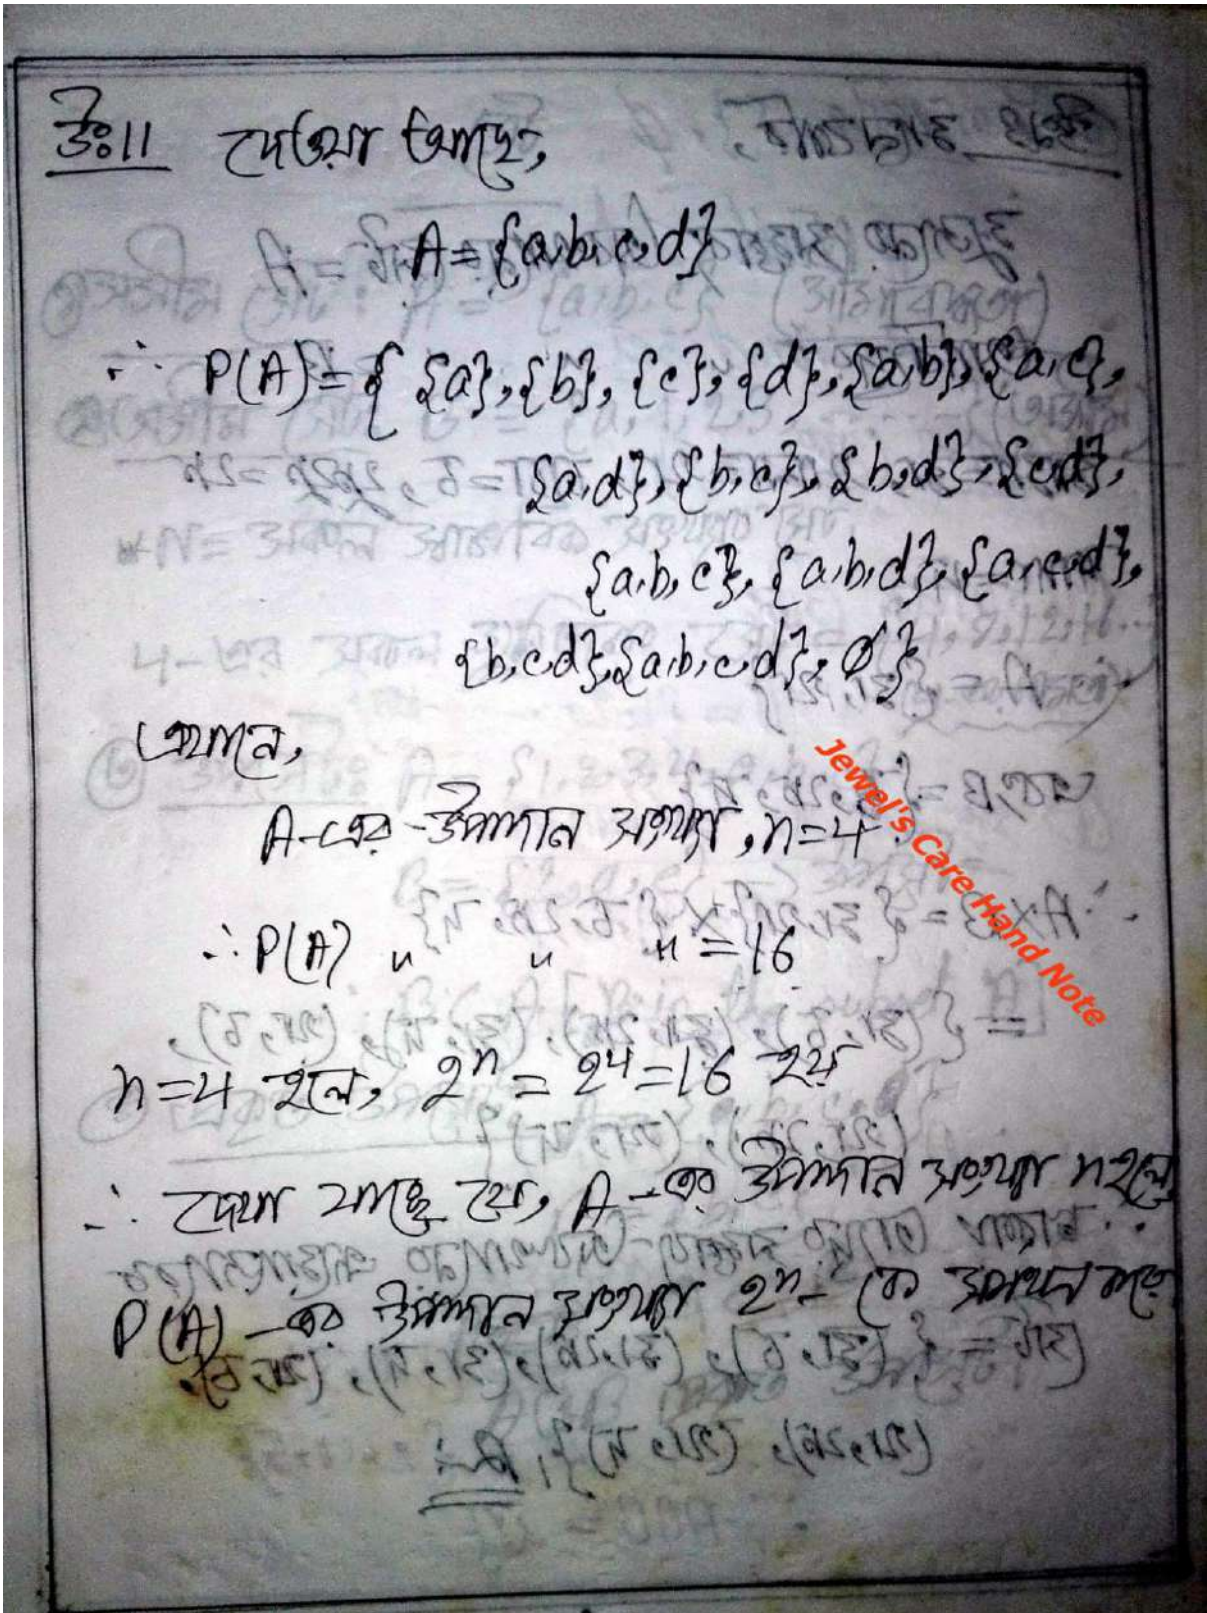 উঃ।। দেওয়া আছে,
A = {a,b,c,d}
∴ P(A) = { {a},{b}, {c}, {d}, {a,b}, {a,c},
{a,d}, {b,c}, {b,d}, {c,d},
{a,b,c}, {a,b,d}, {a,c,d},
{b,c,d},{a,b,c,d}, Ø }
এখানে,
A-এর উপাদান সংখ্যা, n=4
∴ P(A) " " " = 16
n=4 হলে, 2ⁿ = 2⁴ = 16 হয়
∴ দেখা যাচ্ছে যে, A-এর উপাদান সংখ্যা n হলে
P(A)-এর উপাদান সংখ্যা 2ⁿ- কে সমর্থন করে
Jewel's Care Hand Note